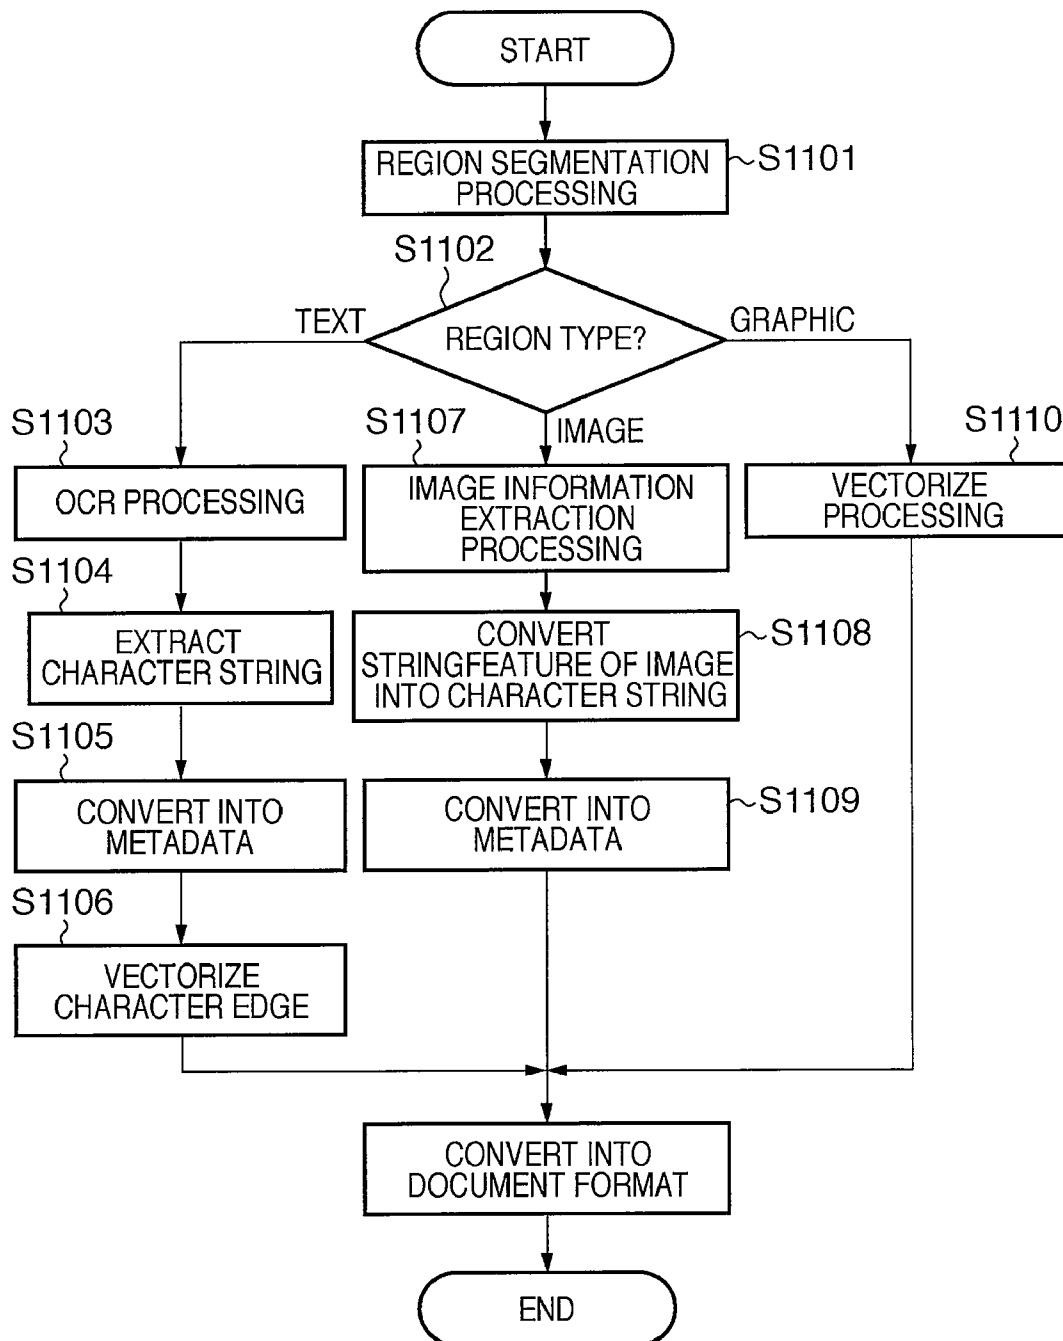 START
REGION SEGMENTATION
PROCESSING
S1101
S1102
TEXT
REGION TYPE?
GRAPHIC
IMAGE
S1103
OCR PROCESSING
S1104
EXTRACT
CHARACTER STRING
S1105
CONVERT INTO
METADATA
S1106
VECTORIZE
CHARACTER EDGE
S1107
IMAGE INFORMATION
EXTRACTION
PROCESSING
CONVERT
STRINGFEATURE OF IMAGE
INTO CHARACTER STRING
S1108
CONVERT INTO
METADATA
S1109
S1110
VECTORIZE
PROCESSING
CONVERT INTO
DOCUMENT FORMAT
END